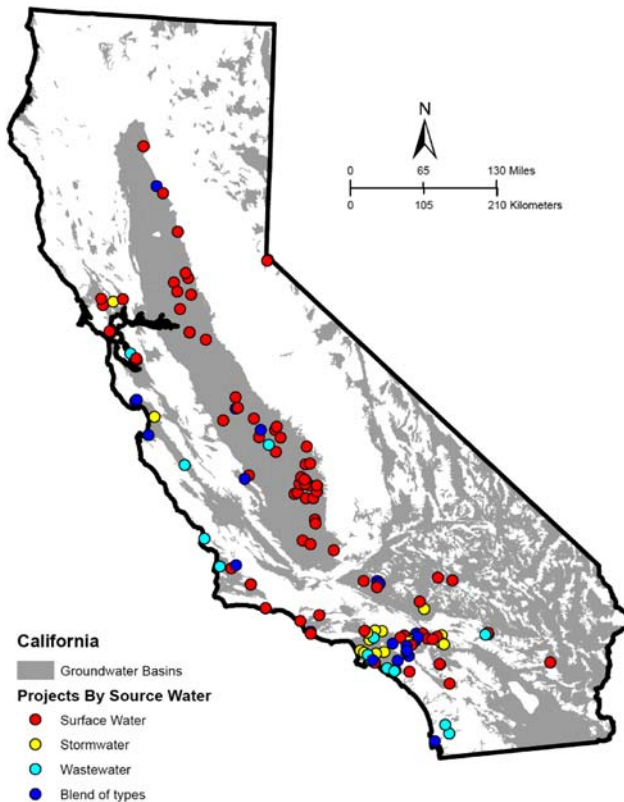 N
0 65 130 Miles
0 105 210 Kilometers
California
Groundwater Basins
Projects By Source Water
Surface Water
Stormwater
Wastewater
Blend of types